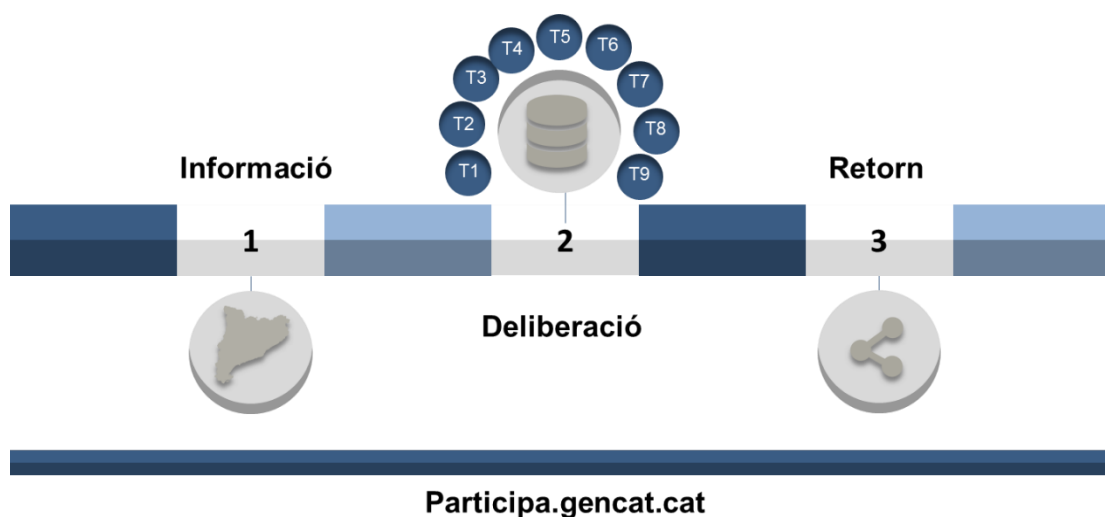 T5
T4
T6
T3
T7
T2
T8
T1
T9
Informació
Retorn
1
2
3
Deliberació
Participa.gencat.cat